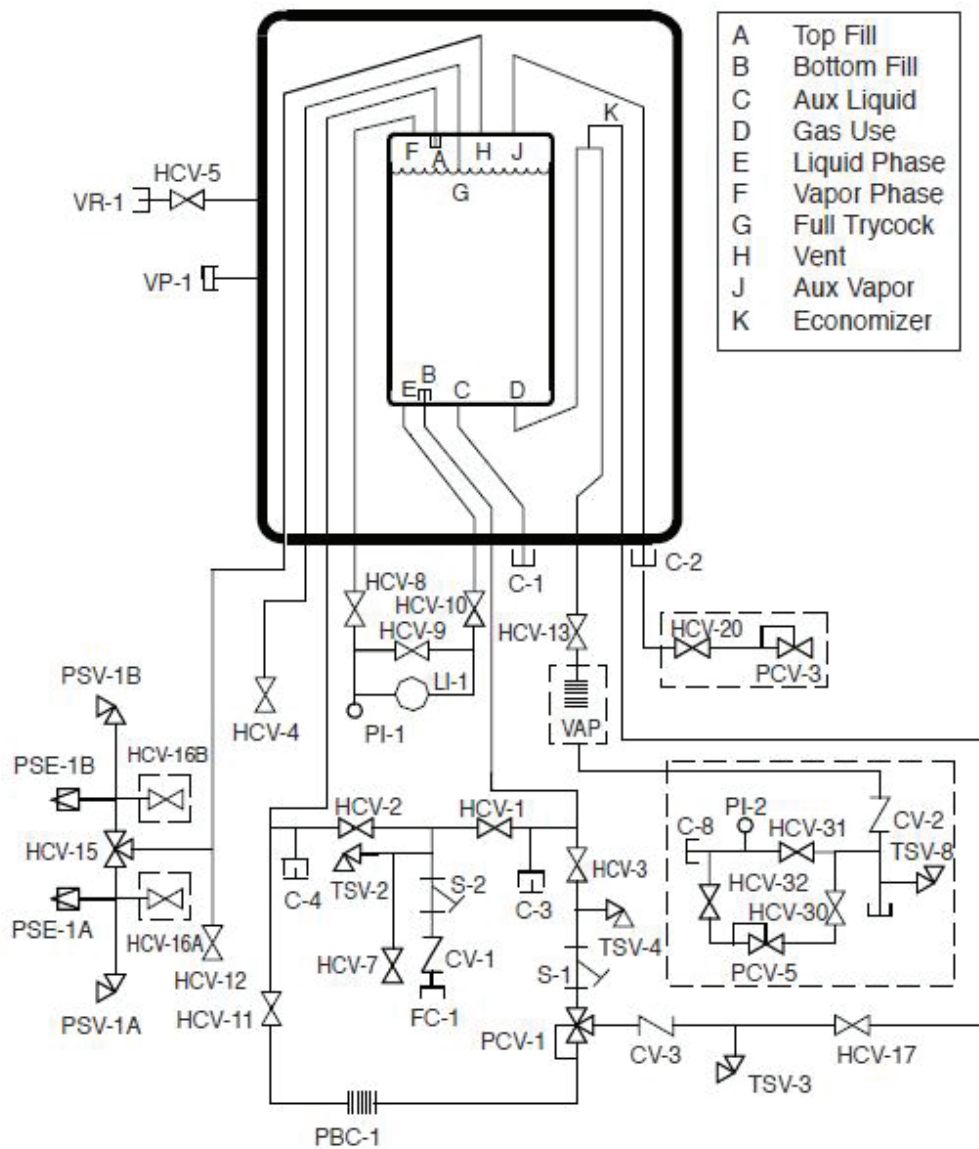 A Top Fill
B Bottom Fill
C Aux Liquid
D Gas Use
E Liquid Phase
F Vapor Phase
G Full Trycock
H Vent
J Aux Vapor
K Economizer
K
F
A
H
J
G
HCV-5
VR-1
VP-1
B
E
C
D
C-1
C-2
HCV-8
HCV-10
HCV-9
HCV-13
HCV-20
PCV-3
LI-1
PI-1
VAP
HCV-4
PSV-1B
PSE-1B
HCV-16B
HCV-15
PSE-1A
HCV-16A
HCV-12
PSV-1A
HCV-11
HCV-2
HCV-1
C-4
TSV-2
S-2
C-3
HCV-3
TSV-4
HCV-7
CV-1
FC-1
S-1
PCV-1
CV-3
HCV-17
TSV-3
PBC-1
PI-2
C-8
HCV-31
CV-2
TSV-8
HCV-32
HCV-30
PCV-5